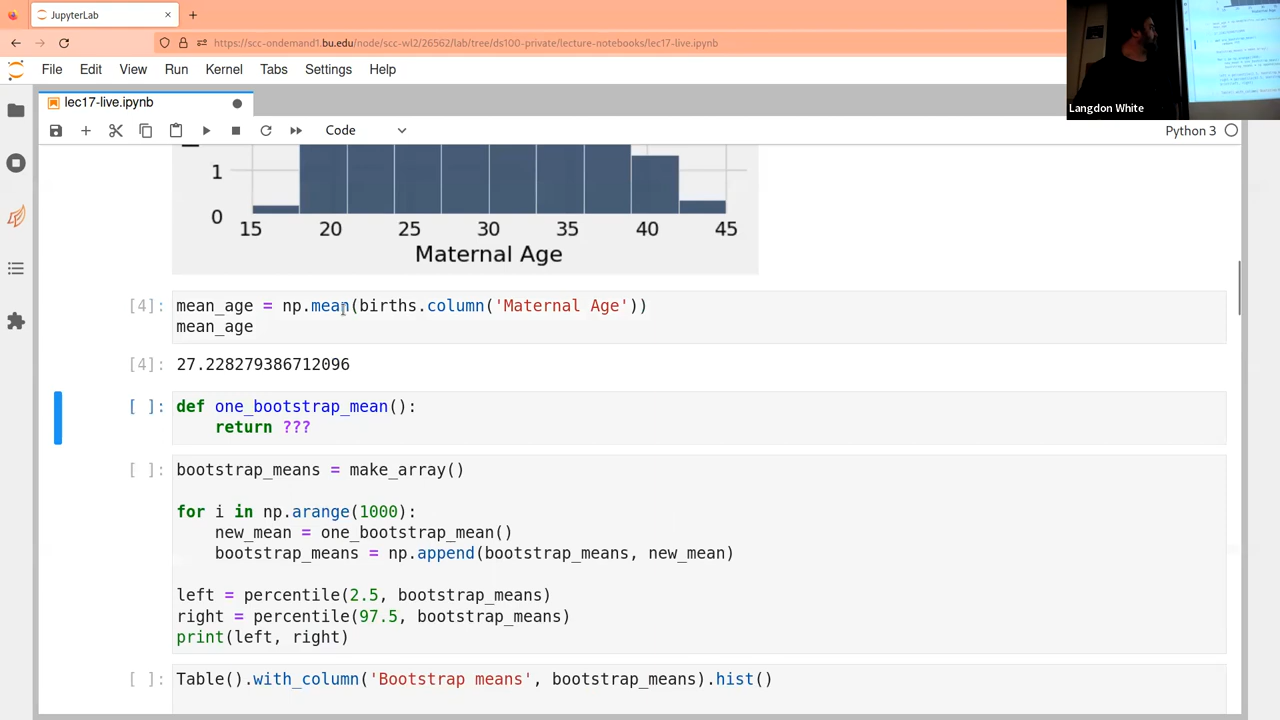 JupyterLab
https://scc-ondemand1.bu.edu/node/scc-wl2/26562/lab/tree/ds100-private/lecture-notebooks/lec17-live.ipynb
Langdon White
File Edit View Run Kernel Tabs Settings Help
lec17-live.ipynb
Code
Python 3
1
0
15 20 25 30 35 40 45
Maternal Age
[4]: mean_age = np.mean(births.column('Maternal Age'))
mean_age
[4]: 27.228279386712096
[ ]: def one_bootstrap_mean():
return ???
[ ]: bootstrap_means = make_array()
for i in np.arange(1000):
new_mean = one_bootstrap_mean()
bootstrap_means = np.append(bootstrap_means, new_mean)
left = percentile(2.5, bootstrap_means)
right = percentile(97.5, bootstrap_means)
print(left, right)
[ ]: Table().with_column('Bootstrap means', bootstrap_means).hist()